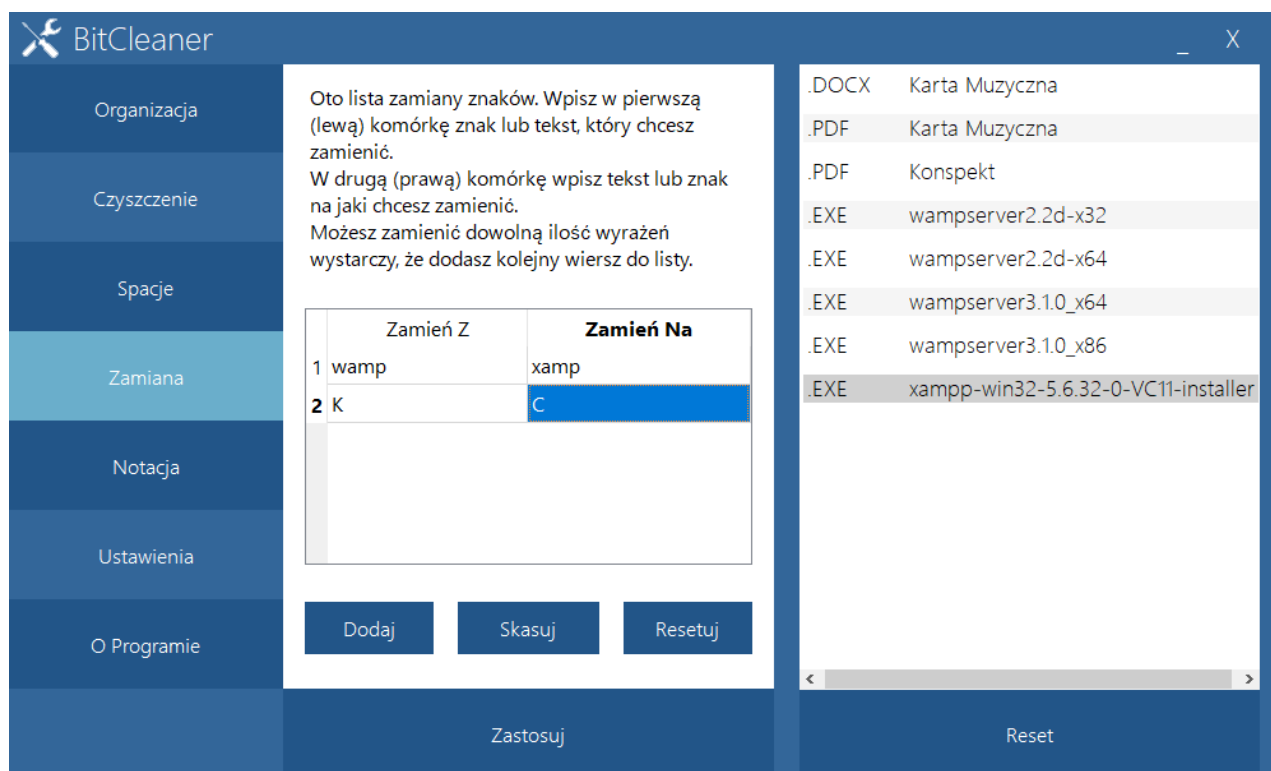 BitCleaner
_ X
Organizacja
Czyszczenie
Spacje
Zamiana
Notacja
Ustawienia
O Programie
Oto lista zamiany znaków. Wpisz w pierwszą
(lewą) komórkę znak lub tekst, który chcesz
zamienić.
W drugą (prawą) komórkę wpisz tekst lub znak
na jaki chcesz zamienić.
Możesz zamienić dowolną ilość wyrażeń
wystarczy, że dodasz kolejny wiersz do listy.
Zamień Z Zamień Na
1 wamp xamp
2 K C
Dodaj Skasuj Resetuj
Zastosuj
.DOCX Karta Muzyczna
.PDF Karta Muzyczna
.PDF Konspekt
.EXE wampserver2.2d-x32
.EXE wampserver2.2d-x64
.EXE wampserver3.1.0_x64
.EXE wampserver3.1.0_x86
.EXE xampp-win32-5.6.32-0-VC11-installer
Reset